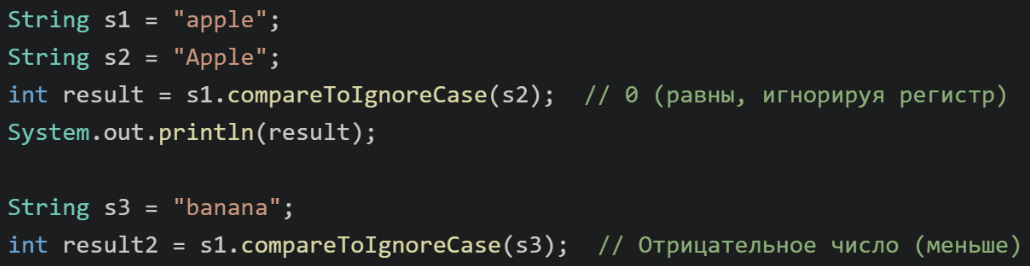 String s1 = "apple";
String s2 = "Apple";
int result = s1.compareToIgnoreCase(s2);  // 0 (равны, игнорируя регистр)
System.out.println(result);

String s3 = "banana";
int result2 = s1.compareToIgnoreCase(s3);  // Отрицательное число (меньше)